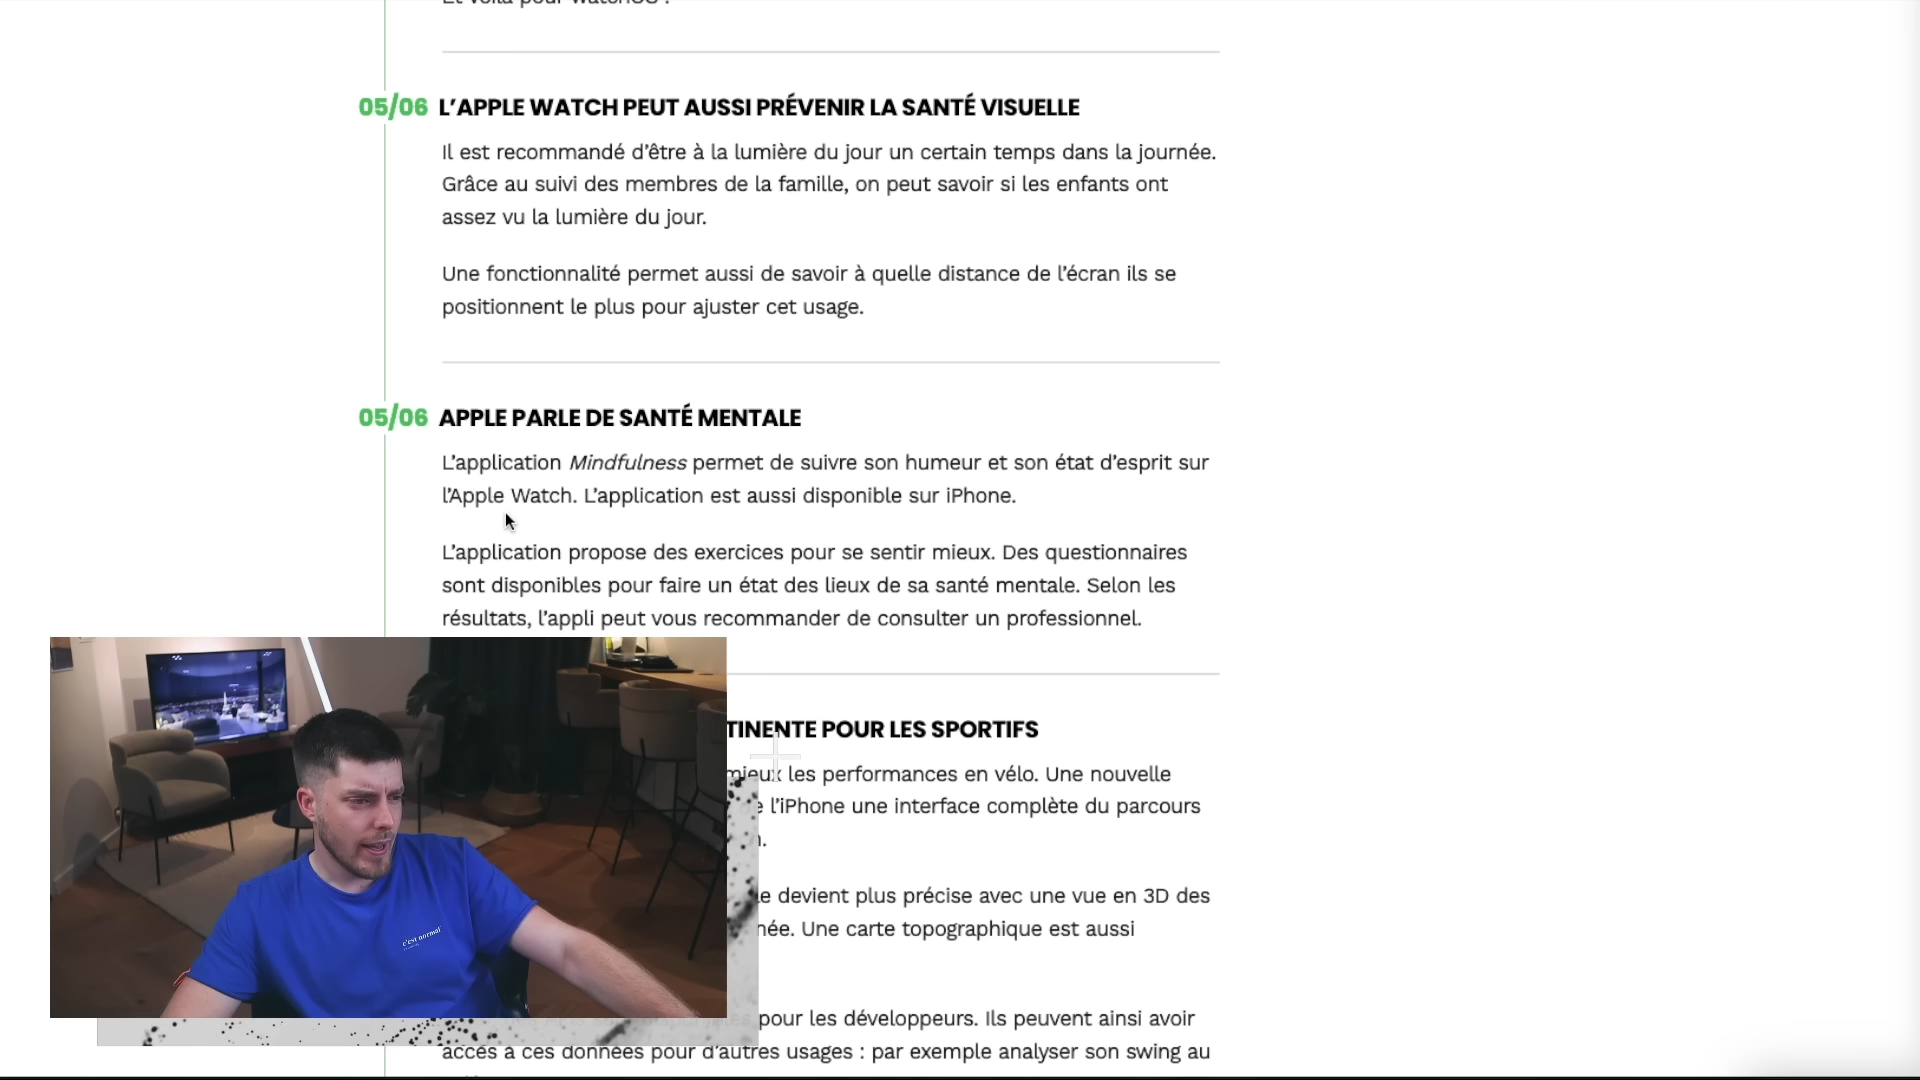 Et voilà pour watchOS !
05/06 L’APPLE WATCH PEUT AUSSI PRÉVENIR LA SANTÉ VISUELLE
Il est recommandé d’être à la lumière du jour un certain temps dans la journée.
Grâce au suivi des membres de la famille, on peut savoir si les enfants ont
assez vu la lumière du jour.
Une fonctionnalité permet aussi de savoir à quelle distance de l’écran ils se
positionnent le plus pour ajuster cet usage.
05/06 APPLE PARLE DE SANTÉ MENTALE
L’application Mindfulness permet de suivre son humeur et son état d’esprit sur
l’Apple Watch. L’application est aussi disponible sur iPhone.
L’application propose des exercices pour se sentir mieux. Des questionnaires
sont disponibles pour faire un état des lieux de sa santé mentale. Selon les
résultats, l’appli peut vous recommander de consulter un professionnel.
TINENTE POUR LES SPORTIFS
mieux les performances en vélo. Une nouvelle
l’iPhone une interface complète du parcours
devient plus précise avec une vue en 3D des
née. Une carte topographique est aussi
c'est normal
pour les développeurs. Ils peuvent ainsi avoir
accès à ces données pour d’autres usages : par exemple analyser son swing au